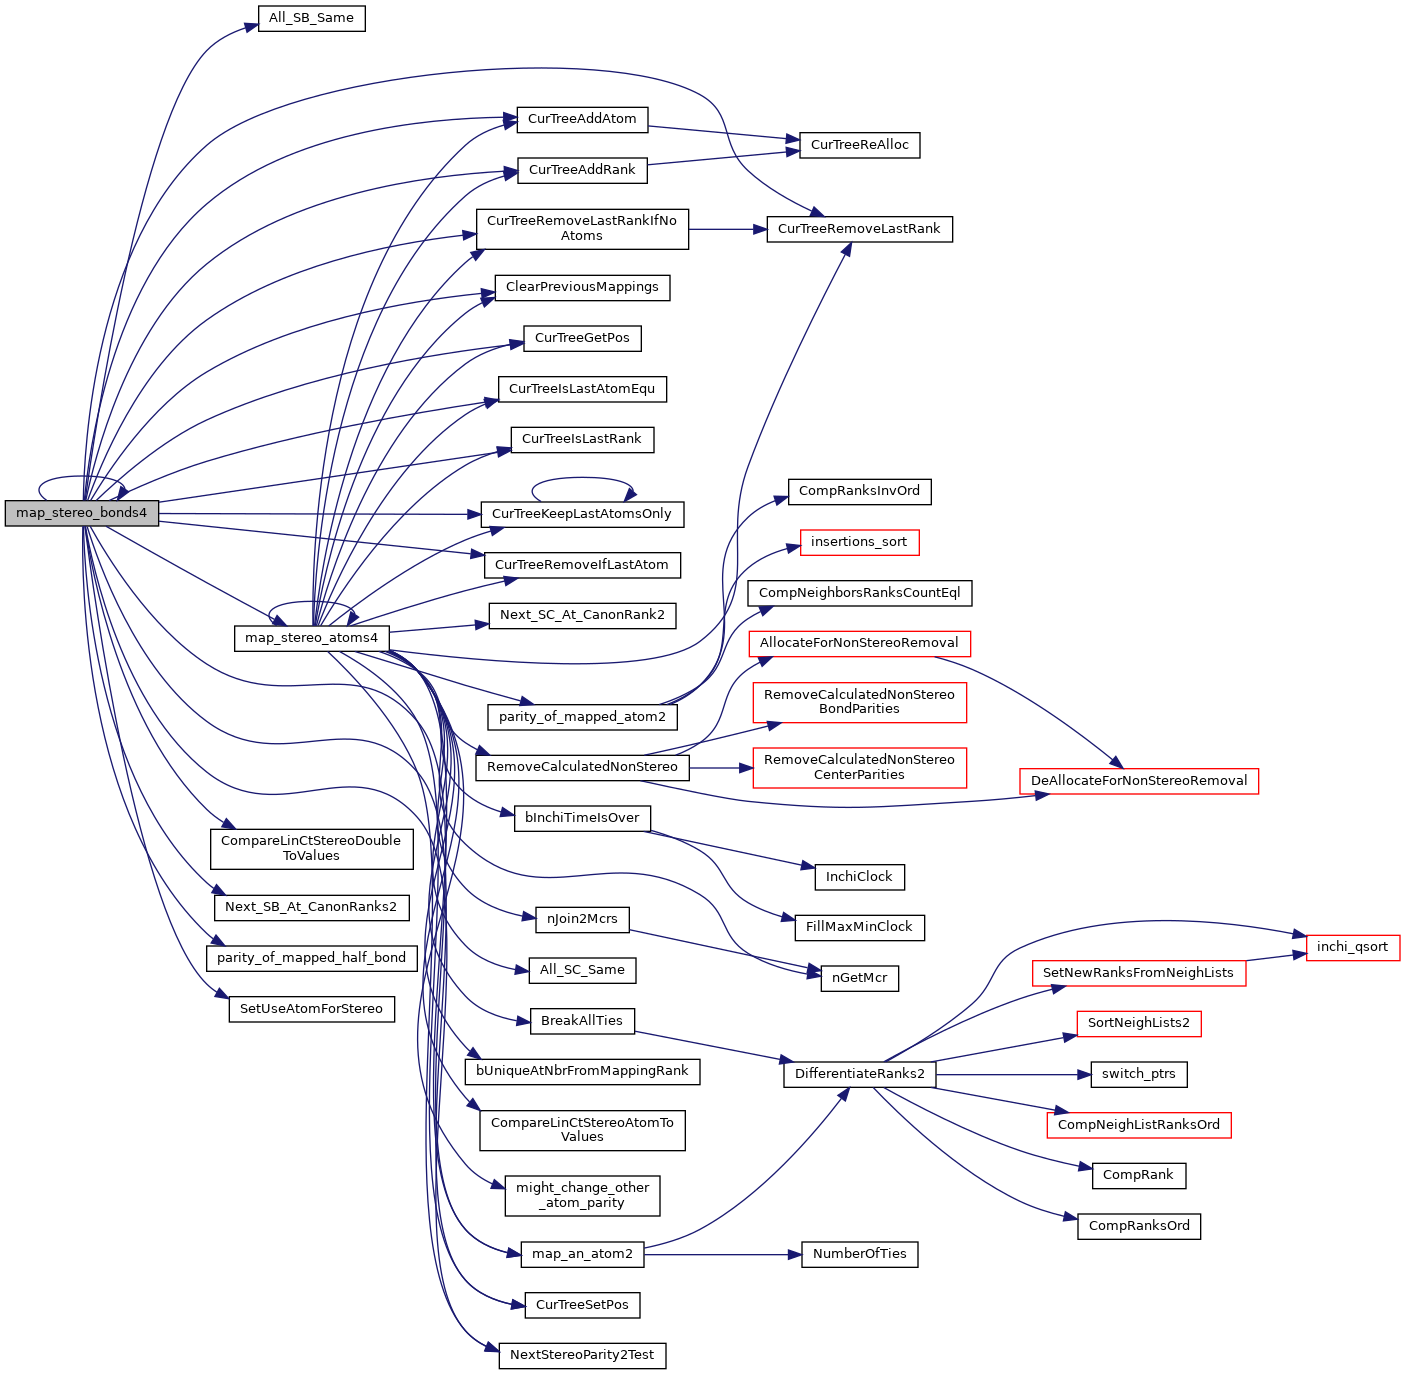 All_SB_Same
CurTreeAddAtom
CurTreeReAlloc
CurTreeAddRank
CurTreeRemoveLastRankIfNo
Atoms
CurTreeRemoveLastRank
ClearPreviousMappings
CurTreeGetPos
CurTreeIsLastAtomEqu
CurTreeIsLastRank
CompRanksInvOrd
map_stereo_bonds4
CurTreeKeepLastAtomsOnly
insertions_sort
CurTreeRemoveIfLastAtom
CompNeighborsRanksCountEql
Next_SC_At_CanonRank2
map_stereo_atoms4
AllocateForNonStereoRemoval
RemoveCalculatedNonStereo
BondParities
parity_of_mapped_atom2
RemoveCalculatedNonStereo
RemoveCalculatedNonStereo
CenterParities
DeAllocateForNonStereoRemoval
bInchiTimeIsOver
CompareLinCtStereoDouble
ToValues
InchiClock
Next_SB_At_CanonRanks2
nJoin2Mcrs
FillMaxMinClock
parity_of_mapped_half_bond
inchi_qsort
All_SC_Same
nGetMcr
SetNewRanksFromNeighLists
SetUseAtomForStereo
BreakAllTies
SortNeighLists2
bUniqueAtNbrFromMappingRank
DifferentiateRanks2
switch_ptrs
CompareLinCtStereoAtomTo
Values
CompNeighListRanksOrd
might_change_other
_atom_parity
CompRank
CompRanksOrd
map_an_atom2
NumberOfTies
CurTreeSetPos
NextStereoParity2Test